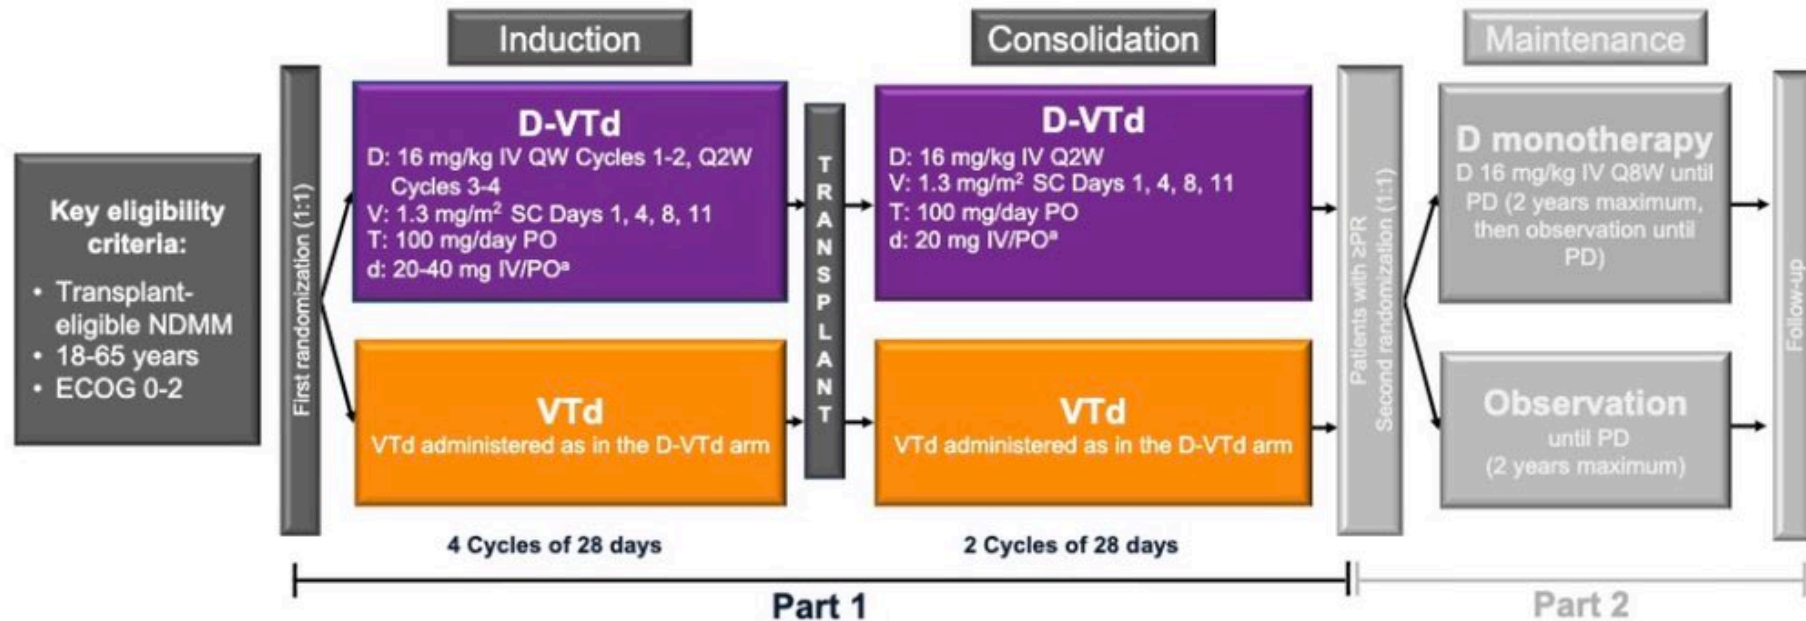 Induction
Consolidation
Maintenance
Key eligibility
criteria:
• Transplant-
eligible NDMM
• 18-65 years
• ECOG 0-2
First randomization (1:1)
D-VTd
D: 16 mg/kg IV QW Cycles 1-2, Q2W
Cycles 3-4
V: 1.3 mg/m² SC Days 1, 4, 8, 11
T: 100 mg/day PO
d: 20-40 mg IV/POᵃ
VTd
VTd administered as in the D-VTd arm
4 Cycles of 28 days
TRANSPLANT
D-VTd
D: 16 mg/kg IV Q2W
V: 1.3 mg/m² SC Days 1, 4, 8, 11
T: 100 mg/day PO
d: 20 mg IV/POᵃ
VTd
VTd administered as in the D-VTd arm
2 Cycles of 28 days
Patients with ≥PR
Second randomization (1:1)
D monotherapy
D 16 mg/kg IV Q8W until
PD (2 years maximum,
then observation until
PD)
Observation
until PD
(2 years maximum)
Follow-up
Part 1
Part 2